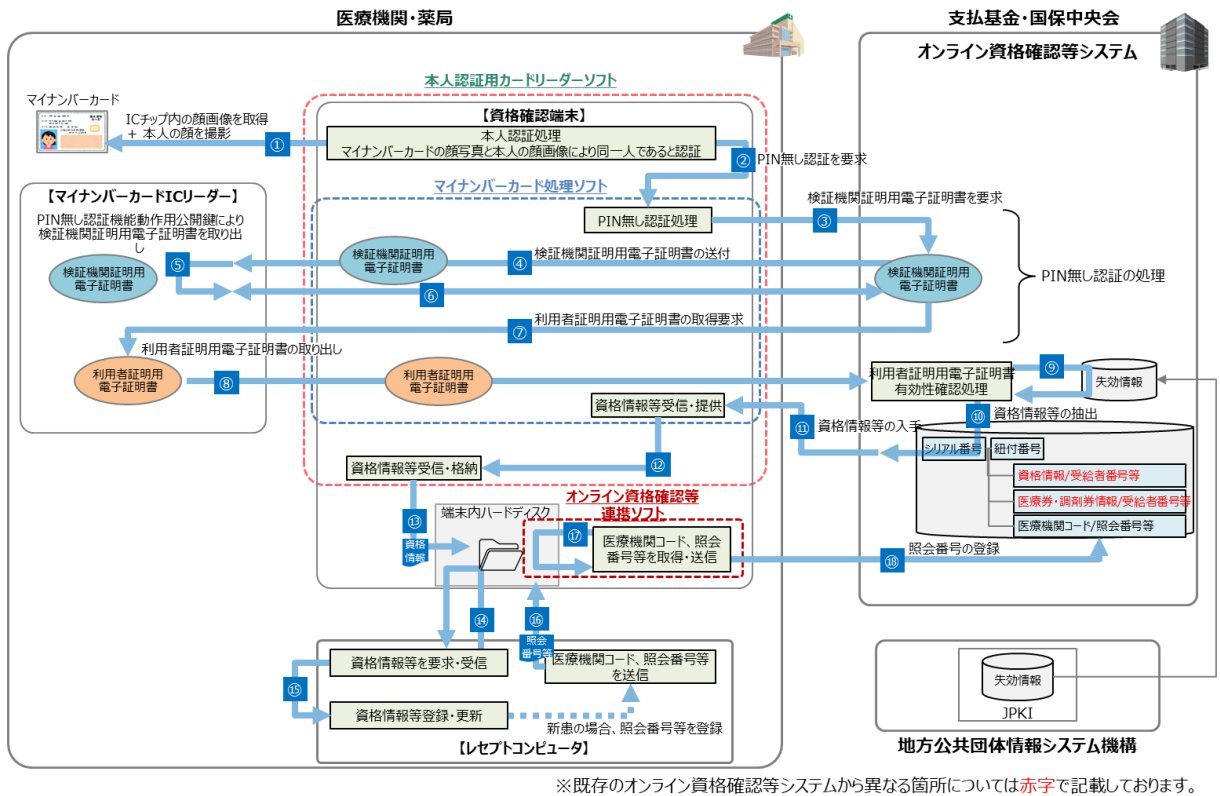 医療機関・薬局
支払基金・国保中央会
オンライン資格確認等システム
本人認証用カードリーダーソフト
マイナンバーカード
ICチップ内の顔画像を取得
＋ 本人の顔を撮影
①
【資格確認端末】
本人認証処理
マイナンバーカードの顔写真と本人の顔画像により同一人であると認証
②
PIN無し認証を要求
【マイナンバーカードICリーダー】
マイナンバーカード処理ソフト
PIN無し認証機能動作用公開鍵により
検証機関証明用電子証明書を取り出
し
PIN無し認証処理
③
検証機関証明用電子証明書を要求
検証機関証明用
電子証明書
⑤
検証機関証明用
電子証明書
④
検証機関証明用電子証明書の送付
検証機関証明用
電子証明書
PIN無し認証の処理
⑥
⑦
利用者証明用電子証明書の取得要求
利用者証明用電子証明書の取り出し
利用者証明用
電子証明書
⑧
利用者証明用
電子証明書
利用者証明用電子証明書
有効性確認処理
⑨
失効情報
資格情報等受信・提供
⑪
資格情報等の入手
⑩
資格情報等の抽出
シリアル番号
紐付番号
資格情報/受給者番号等
医療券・調剤券情報/受給者番号等
医療機関コード/照会番号等
⑫
資格情報等受信・格納
⑬
資格
情報
端末内ハードディスク
オンライン資格確認等
連携ソフト
⑰
医療機関コード、照会
番号等を取得・送信
⑱
照会番号の登録
⑭
⑯
照会
番号等
資格情報等を要求・受信
医療機関コード、照会番号等
を送信
⑮
資格情報等登録・更新
新患の場合、照会番号等を登録
【レセプトコンピュータ】
失効情報
JPKI
地方公共団体情報システム機構
※既存のオンライン資格確認等システムから異なる箇所については赤字で記載しております。